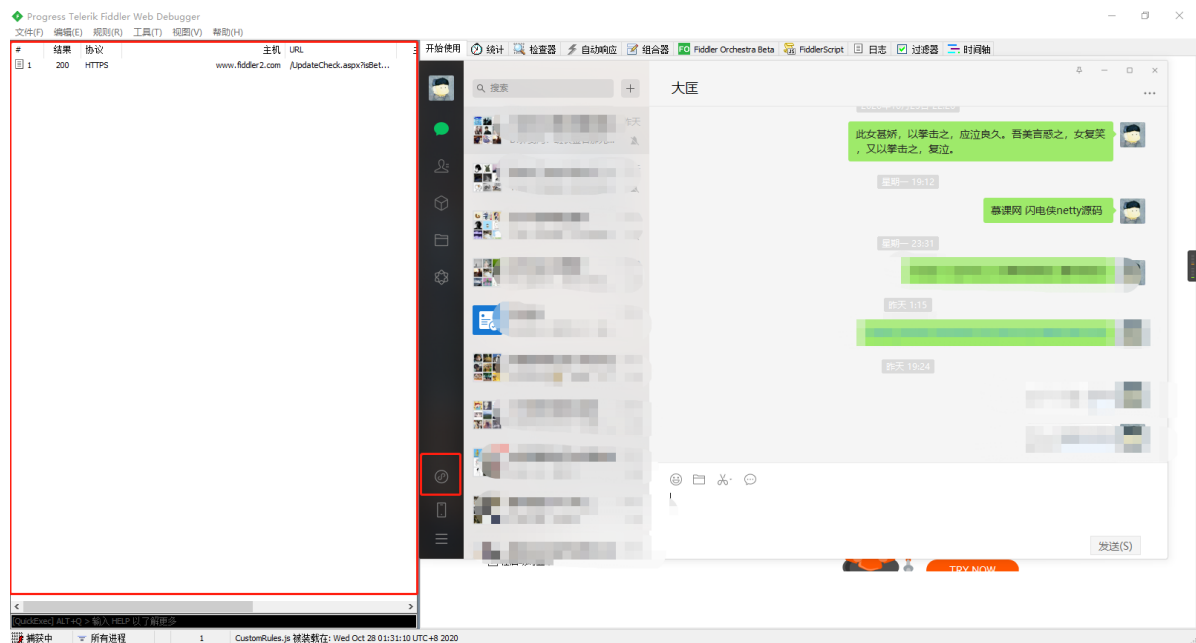 Progress Telerik Fiddler Web Debugger
文件(F) 编辑(E) 规则(R) 工具(T) 视图(V) 帮助(H)
# 结果 协议 主机 URL
1 200 HTTPS www.fiddler2.com /UpdateCheck.aspx?isBet...
开始使用 统计 检查器 自动响应 组合器 FO Fiddler Orchestra Beta FiddlerScript 日志 过滤器 时间轴
搜索
大匡
昨天
此女甚娇，以拳击之，应泣良久。吾美言惑之，女复笑
，又以拳击之，复泣。
星期一 19:12
慕课网 闪电侠netty源码
星期一 23:31
昨天 1:15
昨天 19:24
发送(S)
TRY NOW
[QuickExec] ALT+Q > 输入 HELP 以了解更多
捕获中 所有进程 1 CustomRules.js 被装载在: Wed Oct 28 01:31:10 UTC+8 2020